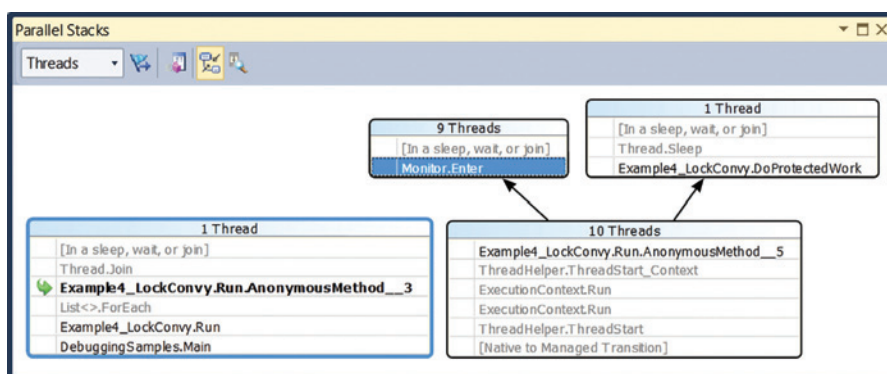 Parallel Stacks
Threads
9 Threads
[In a sleep, wait, or join]
Monitor.Enter
1 Thread
[In a sleep, wait, or join]
Thread.Sleep
Example4_LockConvy.DoProtectedWork
1 Thread
[In a sleep, wait, or join]
Thread.Join
Example4_LockConvy.Run.AnonymousMethod__3
List<>.ForEach
Example4_LockConvy.Run
DebuggingSamples.Main
10 Threads
Example4_LockConvy.Run.AnonymousMethod__5
ThreadHelper.ThreadStart_Context
ExecutionContext.Run
ExecutionContext.Run
ThreadHelper.ThreadStart
[Native to Managed Transition]